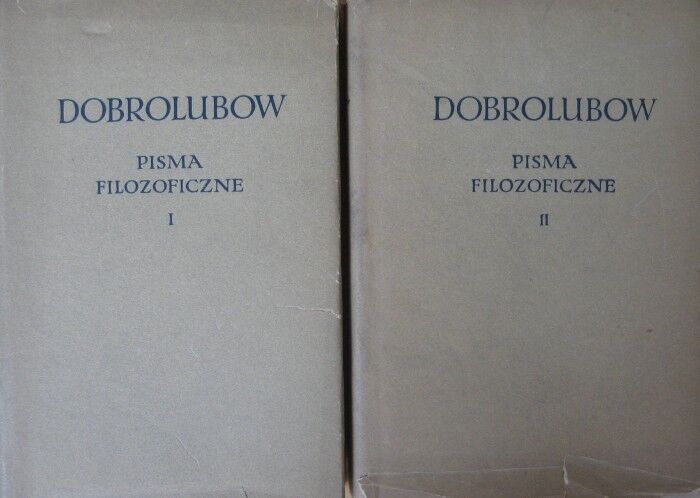 DOBROLUBOW
PISMA
FILOZOFICZNE
I
DOBROLUBOW
PISMA
FILOZOFICZNE
II